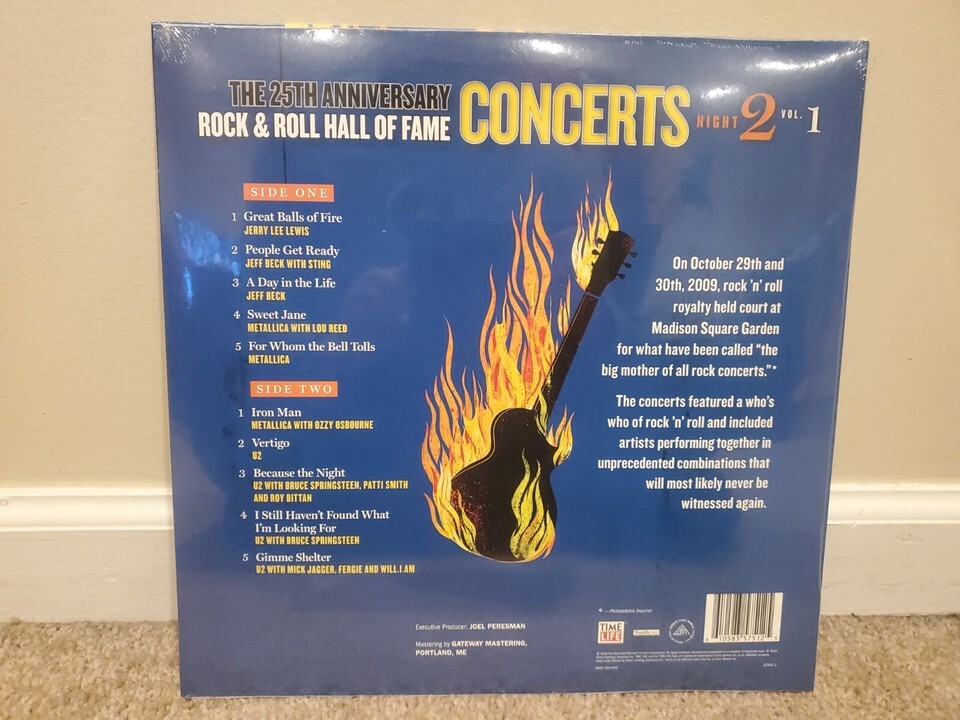 THE 25TH ANNIVERSARY
ROCK & ROLL HALL OF FAME
CONCERTS
NIGHT 2 VOL. 1
SIDE ONE
1 Great Balls of Fire
JERRY LEE LEWIS
2 People Get Ready
JEFF BECK WITH STING
3 A Day in the Life
JEFF BECK
4 Sweet Jane
METALLICA WITH LOU REED
5 For Whom the Bell Tolls
METALLICA
SIDE TWO
1 Iron Man
METALLICA WITH OZZY OSBOURNE
2 Vertigo
U2
3 Because the Night
U2 WITH BRUCE SPRINGSTEEN, PATTI SMITH
AND ROY BITTAN
4 I Still Haven't Found What
I'm Looking For
U2 WITH BRUCE SPRINGSTEEN
5 Gimme Shelter
U2 WITH MICK JAGGER, FERGIE AND WILL.I.AM
On October 29th and
30th, 2009, rock 'n' roll
royalty held court at
Madison Square Garden
for what have been called "the
big mother of all rock concerts."*
The concerts featured a who's
who of rock 'n' roll and included
artists performing together in
unprecedented combinations that
will most likely never be
witnessed again.
Executive Producer: JOEL PERESMAN
Mastering by GATEWAY MASTERING,
PORTLAND, ME
* —Philadelphia Inquirer
TIME
LIFE
6 10583 57512 5